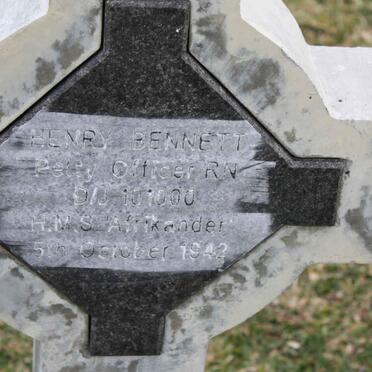 HENRY BENNETT
Petty Officer RN
D/J 101000
H.M.S. 'Afrikander'
5th October 1942